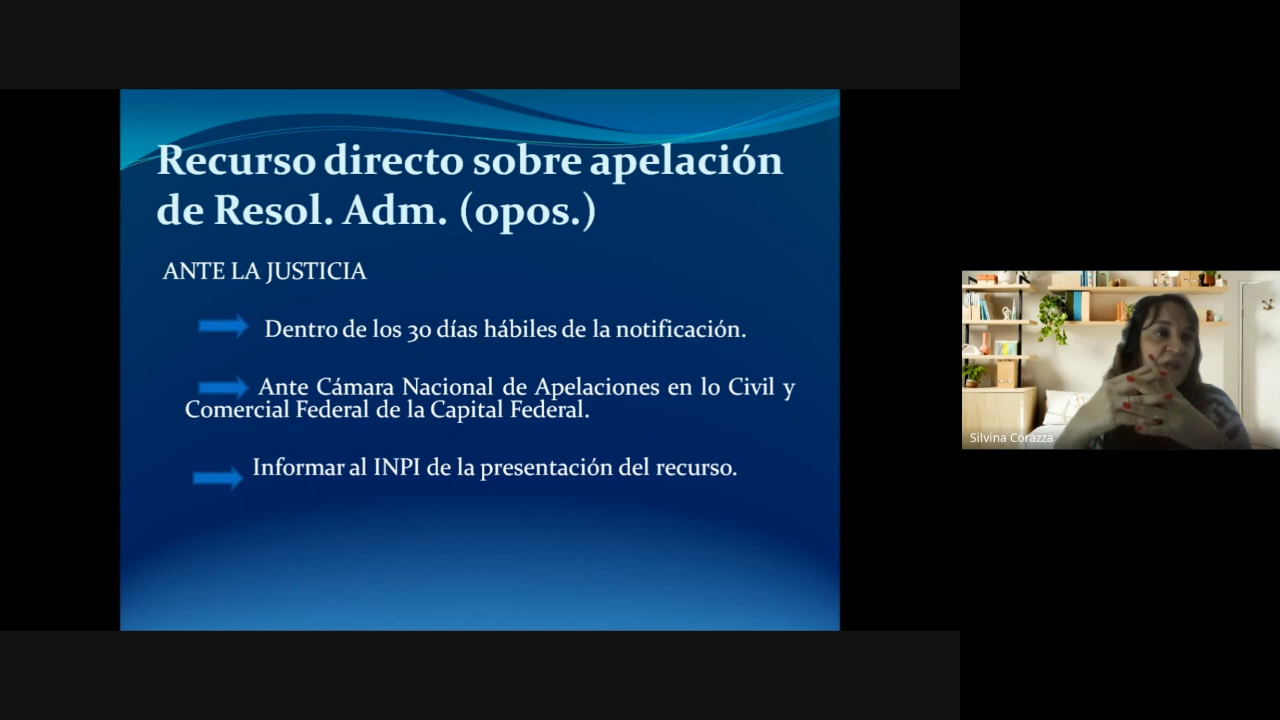 Recurso directo sobre apelación
de Resol. Adm. (opos.)
ANTE LA JUSTICIA
Dentro de los 30 días hábiles de la notificación.
Ante Cámara Nacional de Apelaciones en lo Civil y
Comercial Federal de la Capital Federal.
Informar al INPI de la presentación del recurso.
Silvina Corazza